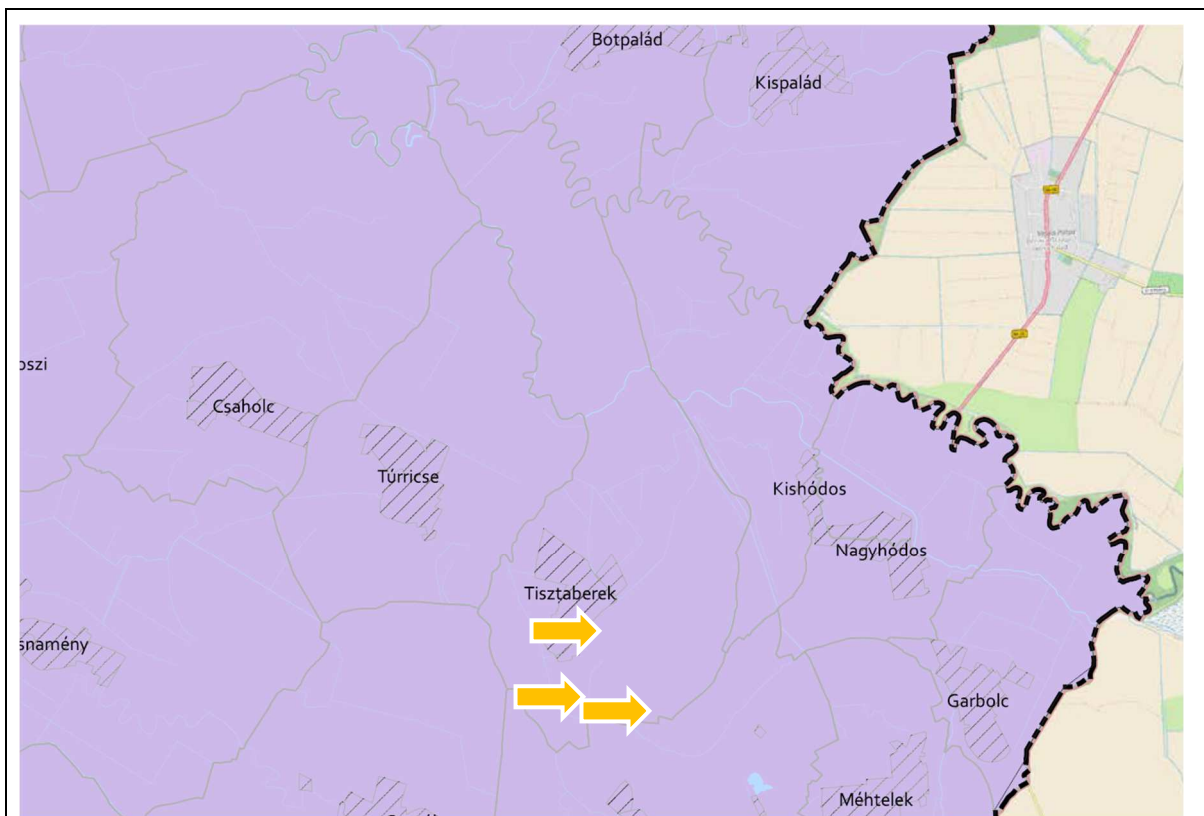 Botpalád
Kispalád
oszi
Csaholc
Túrricse
Kishódos
Nagyhódos
Tisztaberek
snamény
Garbolc
Méhtelek